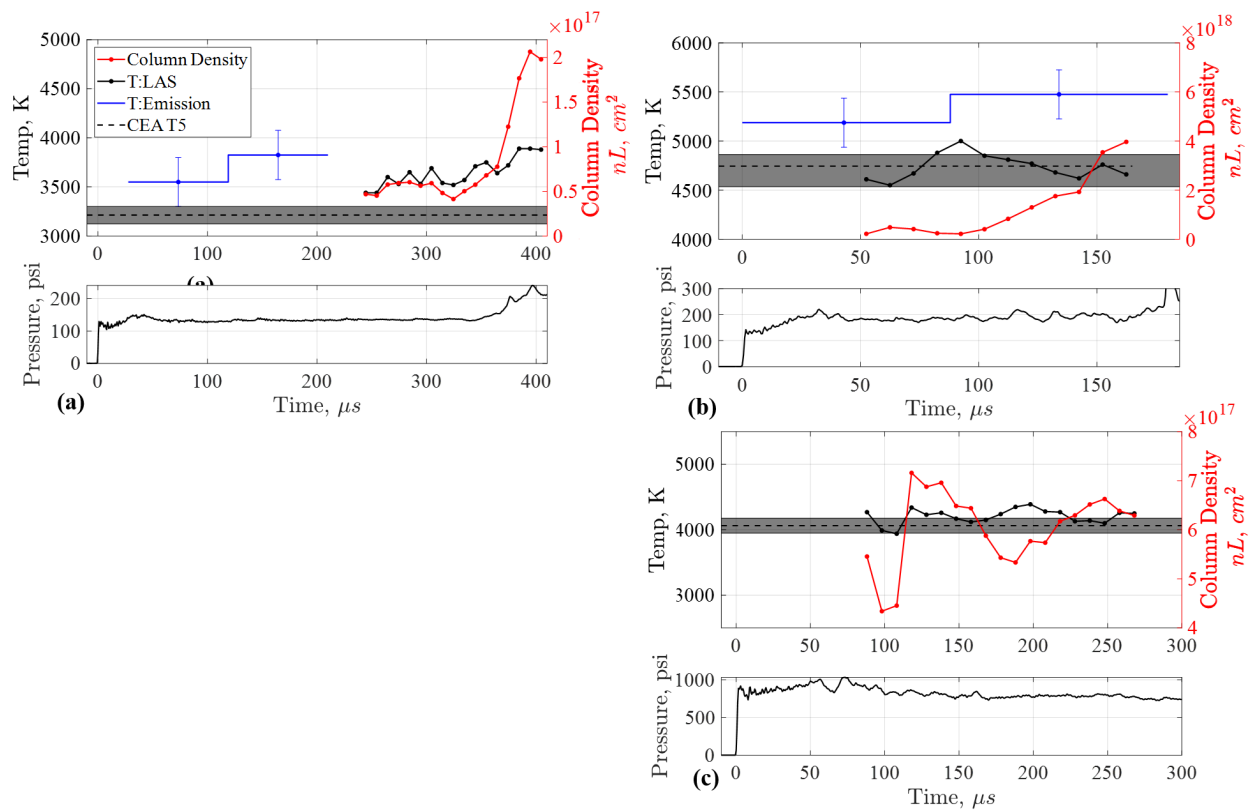 ×10^17
5000
4500
4000
3500
3000
Temp, K
Column Density
T:LAS
T:Emission
CEA T5
2
1.5
1
0.5
0
Column Density
nL, cm^2
0 100 200 300 400
(a)
Pressure, psi
200
100
0
0 100 200 300 400
Time, μs
(a)
×10^18
6000
5500
5000
4500
4000
Temp, K
8
6
4
2
0
Column Density
nL, cm^2
0 50 100 150
Pressure, psi
300
200
100
0
0 50 100 150
Time, μs
(b)
×10^17
5000
4000
3000
Temp, K
8
7
6
5
4
Column Density
nL, cm^2
0 50 100 150 200 250 300
Pressure, psi
1000
500
0
0 50 100 150 200 250 300
Time, μs
(c)